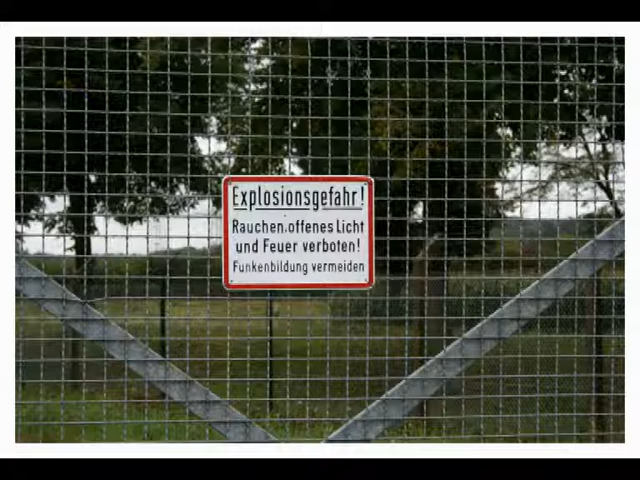 Explosionsgefahr!
Rauchen, offenes Licht
und Feuer verboten!
Funkenbildung vermeiden